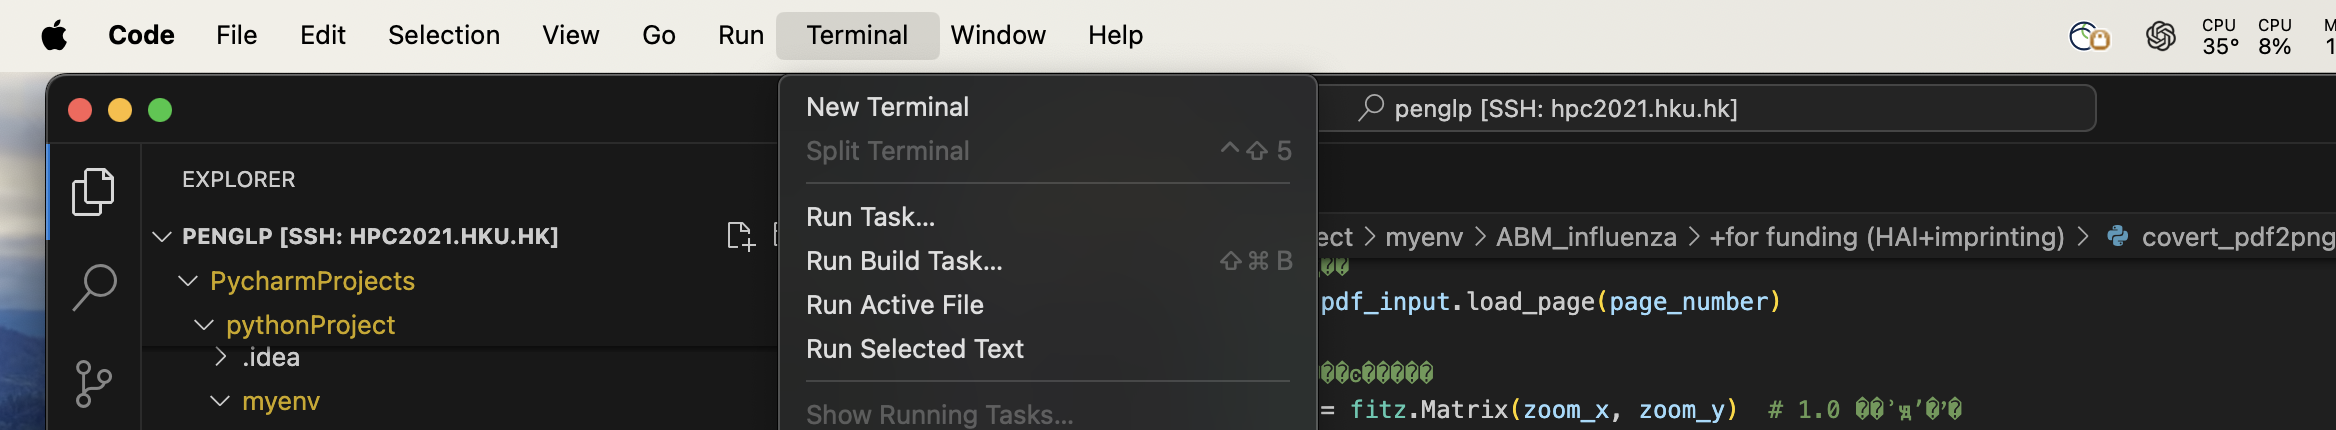 Code File Edit Selection View Go Run Terminal Window Help CPU 35° CPU 8%
New Terminal
Split Terminal ^⇧ 5
Run Task...
Run Build Task... ⇧⌘ B
Run Active File
Run Selected Text
Show Running Tasks...
penglp [SSH: hpc2021.hku.hk]
EXPLORER
PENGLP [SSH: HPC2021.HKU.HK]
PycharmProjects
pythonProject
.idea
myenv
ect > myenv > ABM_influenza > +for funding (HAI+imprinting) > covert_pdf2png
pdf_input.load_page(page_number)
= fitz.Matrix(zoom_x, zoom_y) # 1.0